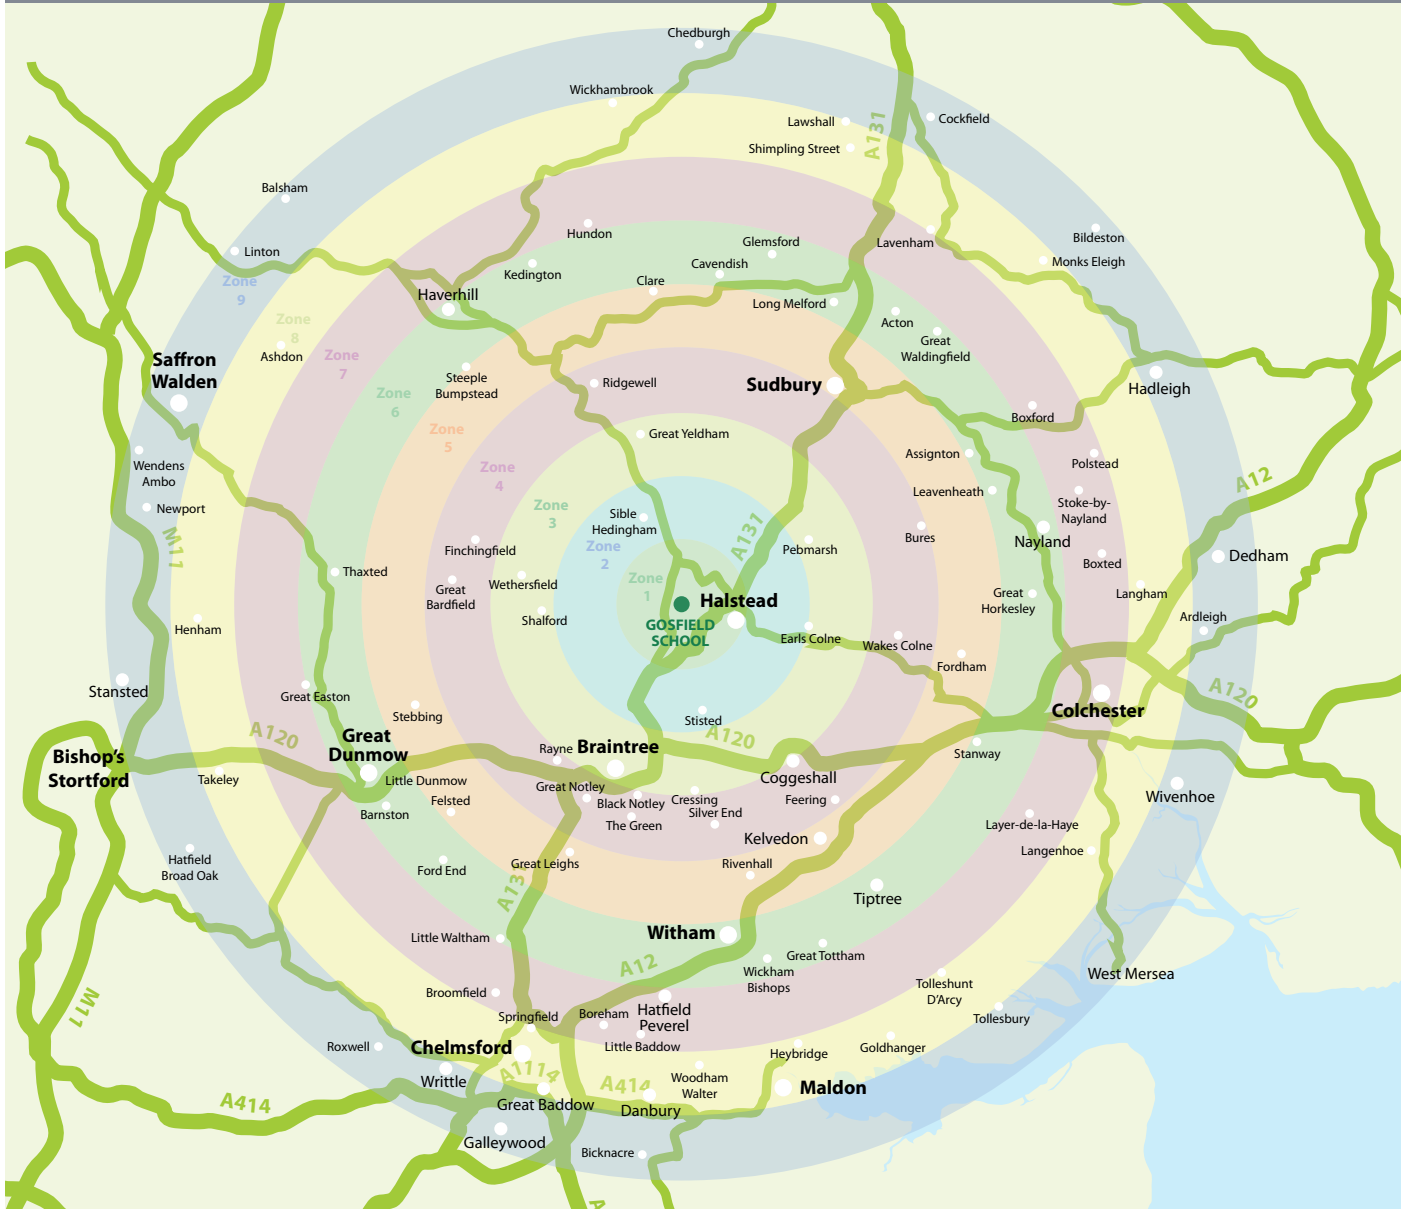 Chedburgh
Wickhambrook
Lawshall
Cockfield
A131
Shimpling Street
Balsham
Hundon
Glemsford
Lavenham
Bildeston
Linton
Kedington
Cavendish
Monks Eleigh
Zone
9
Clare
Haverhill
Long Melford
Zone
8
Acton
Great
Waldingfield
Ashdon
Zone
7
Saffron
Walden
Steeple
Bumpstead
Ridgewell
Sudbury
Hadleigh
Zone
6
Boxford
Zone
5
Great Yeldham
Assignton
Polstead
Wendens
Ambo
Zone
4
Leavenheath
A12
Newport
Zone
3
Sible
Hedingham
Stoke-by-
Nayland
M11
A131
Bures
Nayland
Finchingfield
Zone
2
Pebmarsh
Dedham
Thaxted
Wethersfield
Boxted
Great
Bardfield
Zone
1
Halstead
Great
Horkesley
Langham
Shalford
GOSFIELD
SCHOOL
Ardleigh
Henham
Earls Colne
Wakes Colne
Fordham
Stansted
Great Easton
A120
Stebbing
Stisted
Colchester
A120
Great
Dunmow
Rayne
Braintree
A120
Stanway
Bishop's
Stortford
Takeley
Little Dunmow
Coggeshall
Great Notley
Felsted
Black Notley
Cressing
Feering
Wivenhoe
Barnston
The Green
Silver End
Layer-de-la-Haye
Kelvedon
Langenhoe
Hatfield
Broad Oak
Ford End
Great Leighs
Rivenhall
A131
Tiptree
Little Waltham
Witham
Great Tottham
A12
Wickham
Bishops
West Mersea
Broomfield
Tolleshunt
D'Arcy
M11
Springfield
Boreham
Hatfield
Peverel
Tollesbury
Roxwell
Chelmsford
Little Baddow
Heybridge
Goldhanger
Writtle
A1114
A414
Woodham
Walter
Maldon
A414
Great Baddow
Danbury
Galleywood
Bicknacre